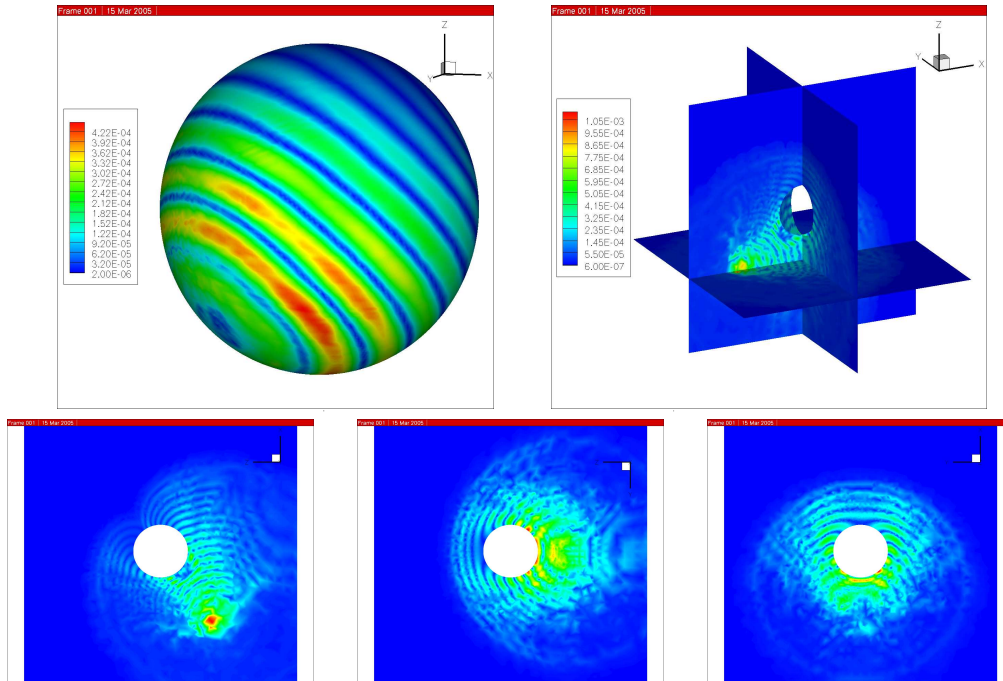 Frame 001 | 15 Mar 2005
Z
Y
X
4.22E-04
3.92E-04
3.62E-04
3.32E-04
3.02E-04
2.72E-04
2.42E-04
2.12E-04
1.82E-04
1.52E-04
1.22E-04
9.20E-05
6.20E-05
3.20E-05
2.00E-06
Frame 001 | 15 Mar 2005
Z
Y
X
1.05E-03
9.55E-04
8.65E-04
7.75E-04
6.85E-04
5.95E-04
5.05E-04
4.15E-04
3.25E-04
2.35E-04
1.45E-04
5.50E-05
6.00E-07
Frame 001 | 15 Mar 2005
Frame 001 | 15 Mar 2005
Frame 001 | 15 Mar 2005